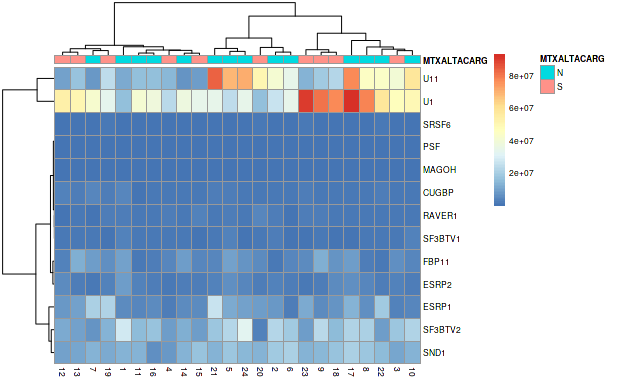 MTXALTACARG
U11
U1
SRSF6
PSF
MAGOH
CUGBP
RAVER1
SF3BTV1
FBP11
ESRP2
ESRP1
SF3BTV2
SND1
12 13 7 19 1 11 16 4 14 15 21 5 24 20 2 6 23 9 18 17 8 22 3 10
8e+07
6e+07
4e+07
2e+07
MTXALTACARG
N
S